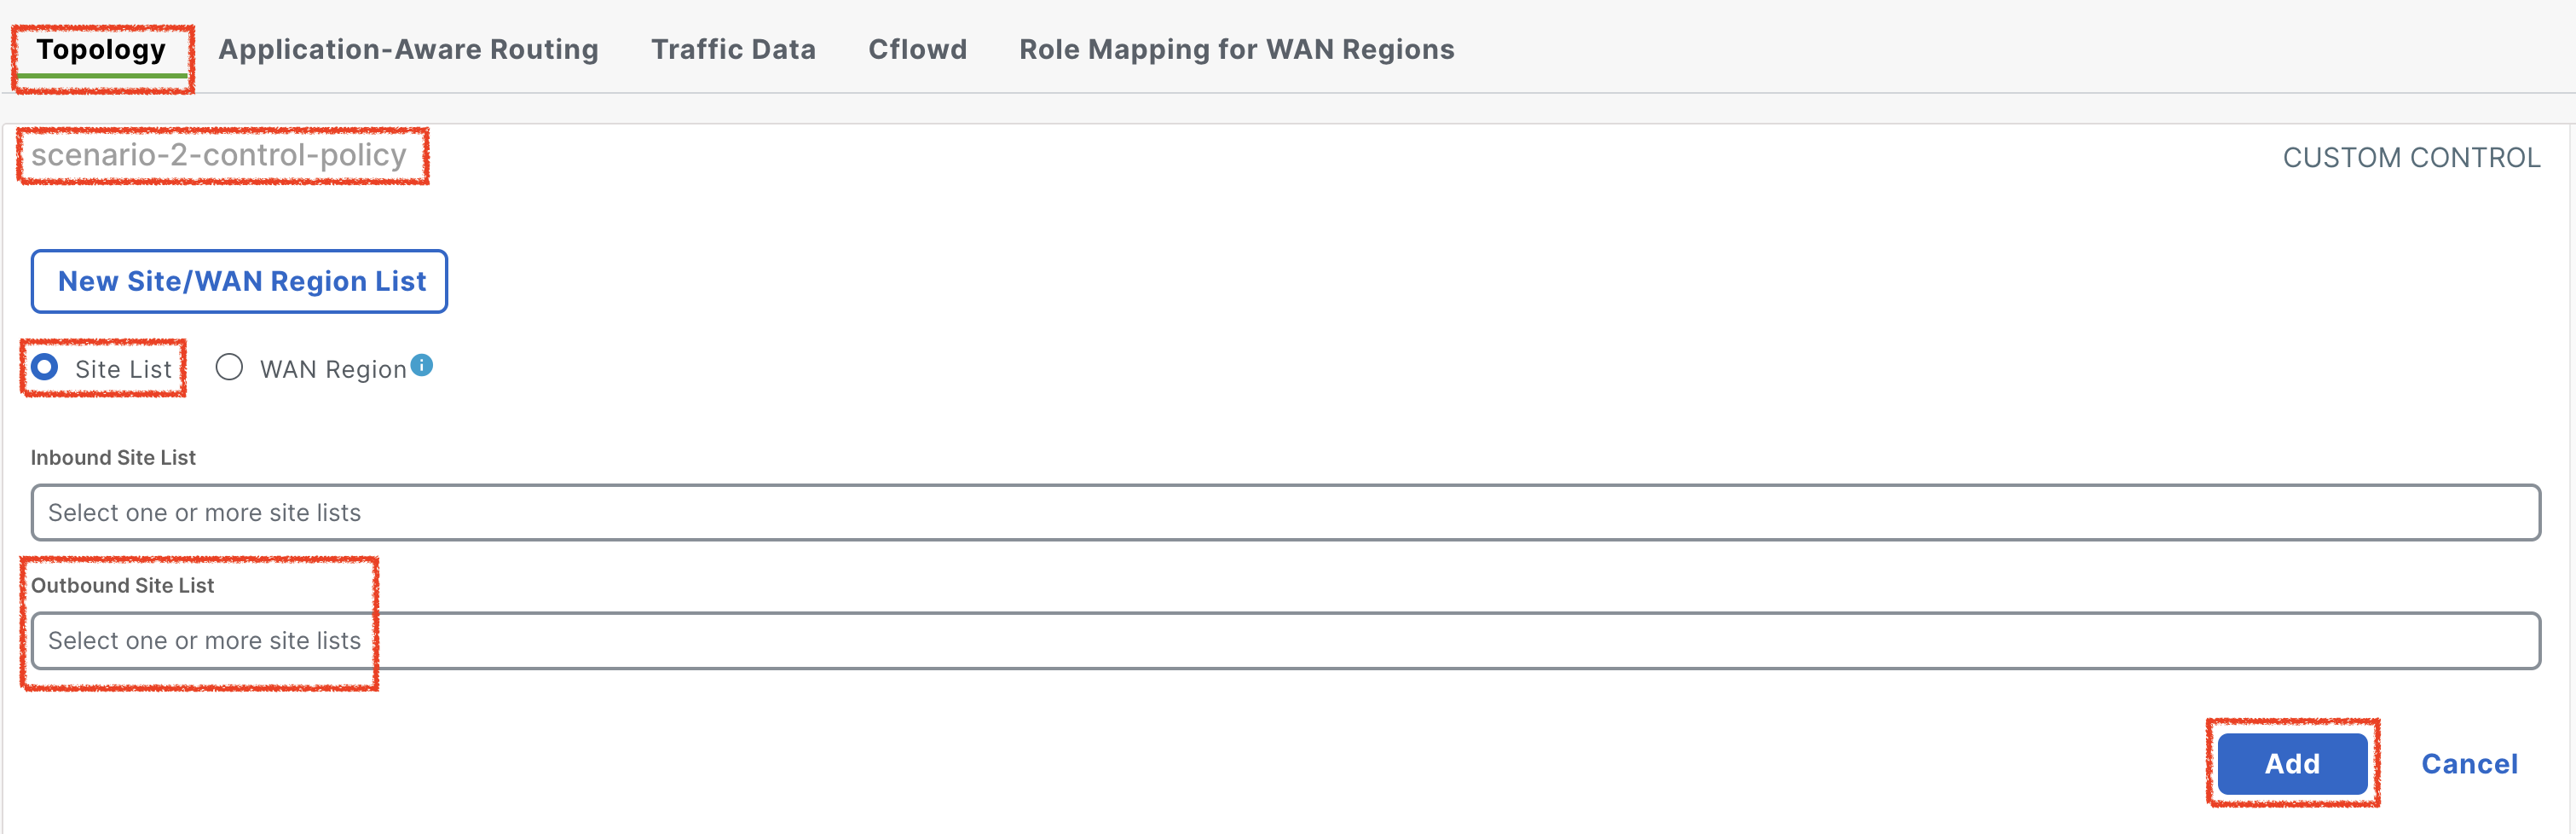 Topology Application-Aware Routing Traffic Data Cflowd Role Mapping for WAN Regions
scenario-2-control-policy CUSTOM CONTROL
New Site/WAN Region List
Site List WAN Region i
Inbound Site List
Select one or more site lists
Outbound Site List
Select one or more site lists
Add Cancel